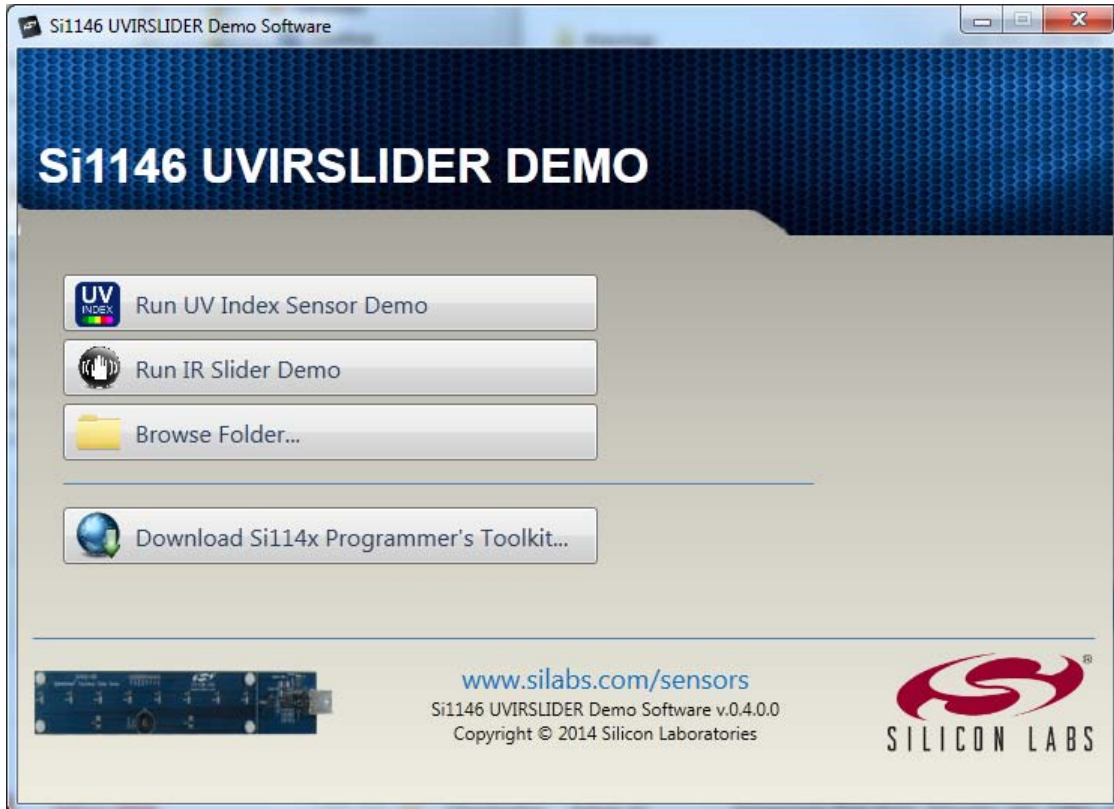 Si1146 UVIRSLIDER Demo Software
Si1146 UVIRSLIDER DEMO
UV
INDEX
Run UV Index Sensor Demo
Run IR Slider Demo
Browse Folder...
Download Si114x Programmer's Toolkit...
www.silabs.com/sensors
Si1146 UVIRSLIDER Demo Software v.0.4.0.0
Copyright © 2014 Silicon Laboratories
®
SILICON LABS